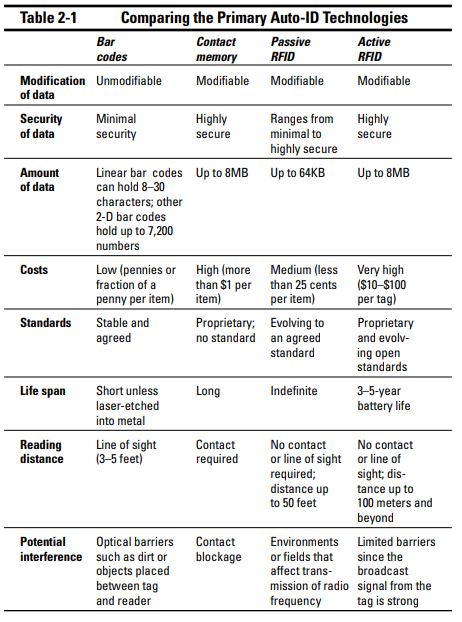 Table 2-1 Comparing the Primary Auto-ID Technologies
Bar Contact Passive Active
codes memory RFID RFID
Modification Unmodifiable Modifiable Modifiable Modifiable
of data
Security Minimal Highly Ranges from Highly
of data security secure minimal to secure
highly secure
Amount Linear bar codes Up to 8MB Up to 64KB Up to 8MB
of data can hold 8–30
characters; other
2-D bar codes
hold up to 7,200
numbers
Costs Low (pennies or High (more Medium (less Very high
fraction of a than $1 per than 25 cents ($10–$100
penny per item) item) per item) per tag)
Standards Stable and Proprietary; Evolving to Proprietary
agreed no standard an agreed and evolv-
standard ing open
standards
Life span Short unless Long Indefinite 3–5-year
laser-etched battery life
into metal
Reading Line of sight Contact No contact No contact
distance (3–5 feet) required or line of sight or line of
required; sight; dis-
distance up tance up to
to 50 feet 100 meters and
beyond
Potential Optical barriers Contact Environments Limited barriers
interference such as dirt or blockage or fields that since the
objects placed affect trans- broadcast
between tag mission of radio signal from the
and reader frequency tag is strong